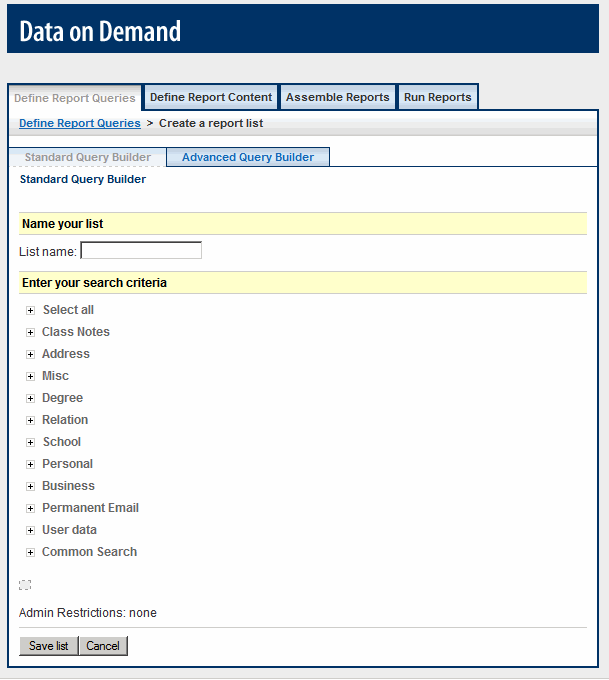 Data on Demand
Define Report Queries Define Report Content Assemble Reports Run Reports
Define Report Queries > Create a report list
Standard Query Builder Advanced Query Builder
Standard Query Builder
Name your list
List name:
Enter your search criteria
Select all
Class Notes
Address
Misc
Degree
Relation
School
Personal
Business
Permanent Email
User data
Common Search
Admin Restrictions: none
Save list Cancel